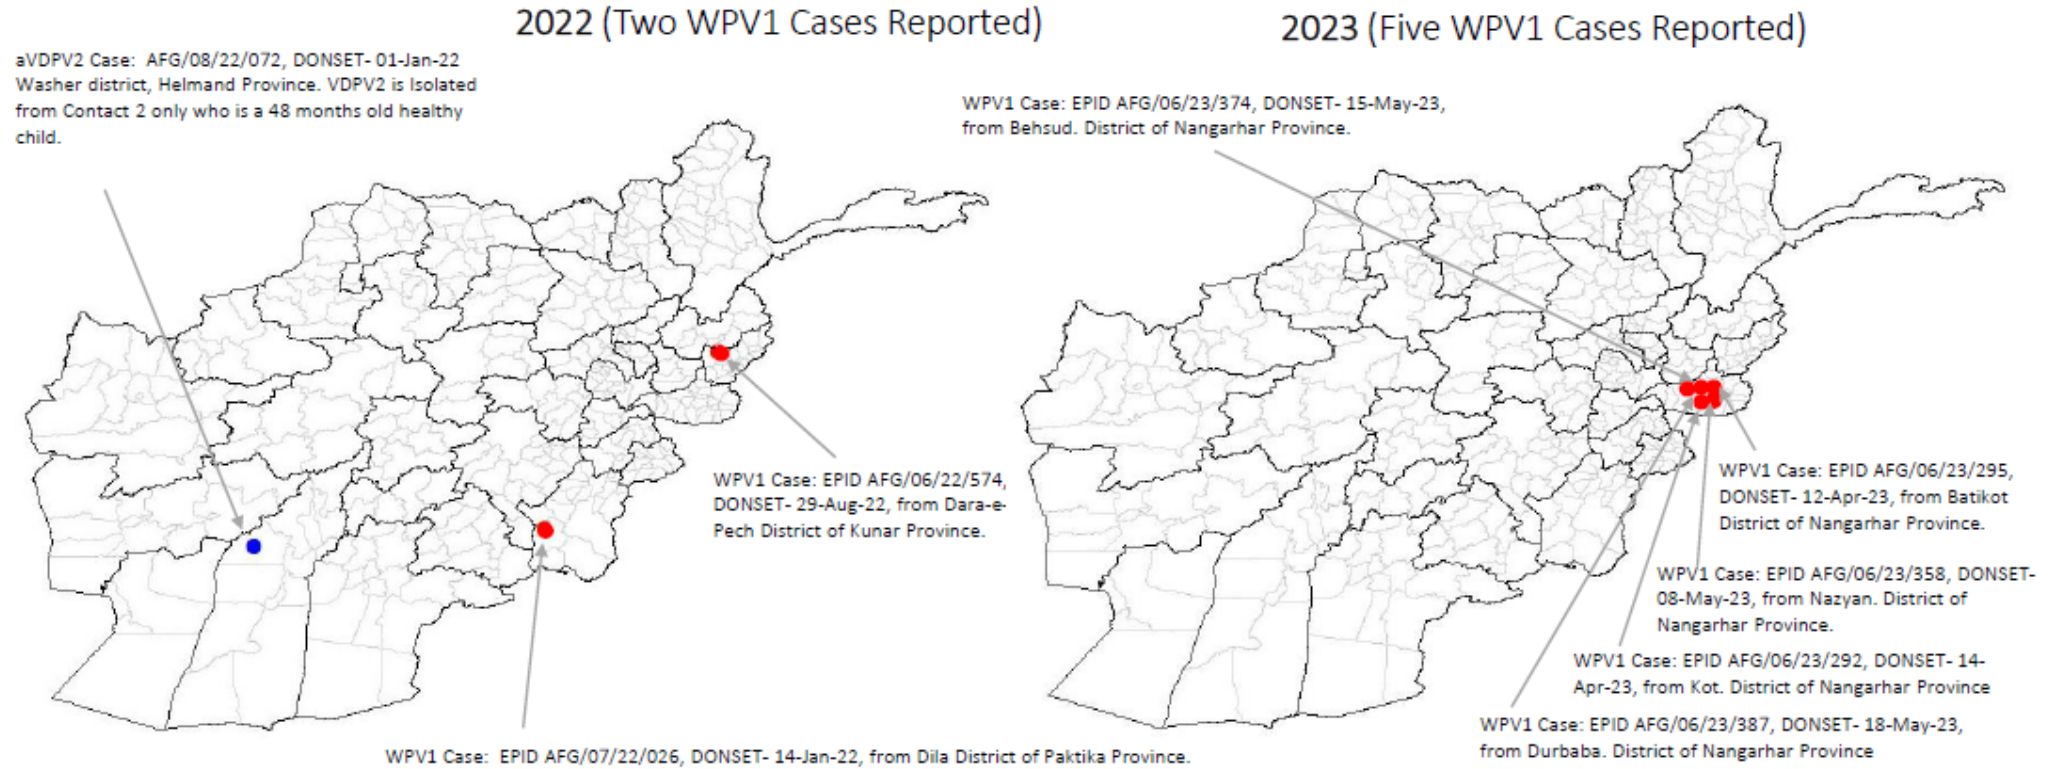 2022 (Two WPV1 Cases Reported)
aVDPV2 Case: AFG/08/22/072, DONSET- 01-Jan-22
Washer district, Helmand Province. VDPV2 is Isolated
from Contact 2 only who is a 48 months old healthy
child.
WPV1 Case: EPID AFG/06/22/574,
DONSET- 29-Aug-22, from Dara-e-
Pech District of Kunar Province.
WPV1 Case: EPID AFG/07/22/026, DONSET- 14-Jan-22, from Dila District of Paktika Province.
2023 (Five WPV1 Cases Reported)
WPV1 Case: EPID AFG/06/23/374, DONSET- 15-May-23,
from Behsud. District of Nangarhar Province.
WPV1 Case: EPID AFG/06/23/295,
DONSET- 12-Apr-23, from Batikot
District of Nangarhar Province.
WPV1 Case: EPID AFG/06/23/358, DONSET-
08-May-23, from Nazyan. District of
Nangarhar Province.
WPV1 Case: EPID AFG/06/23/292, DONSET- 14-
Apr-23, from Kot. District of Nangarhar Province
WPV1 Case: EPID AFG/06/23/387, DONSET- 18-May-23,
from Durbaba. District of Nangarhar Province